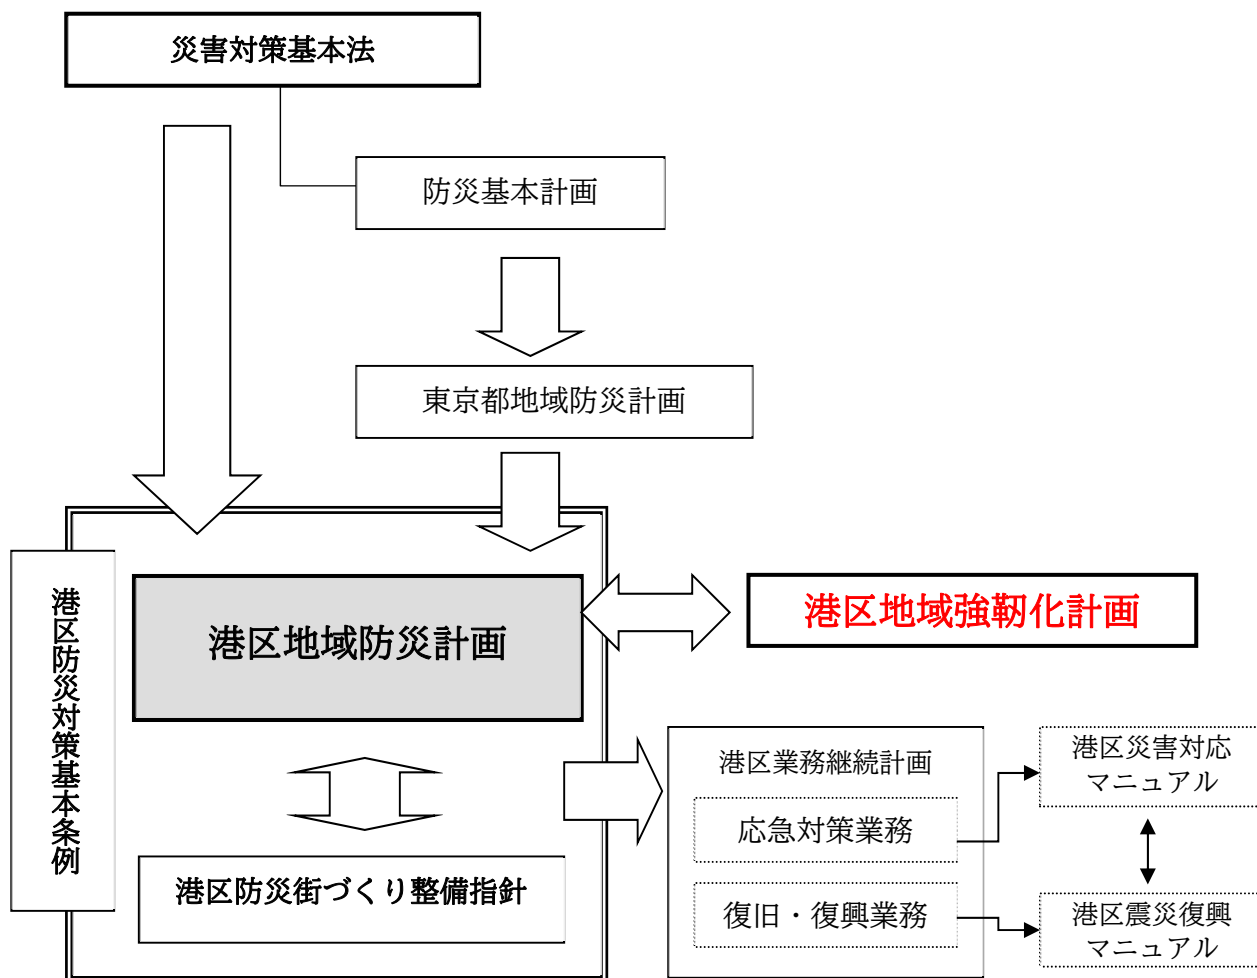 災害対策基本法
防災基本計画
東京都地域防災計画
港区防災対策基本条例
港区地域防災計画
港区地域強靭化計画
港区防災街づくり整備指針
港区業務継続計画
応急対策業務
復旧・復興業務
港区災害対応
マニュアル
港区震災復興
マニュアル